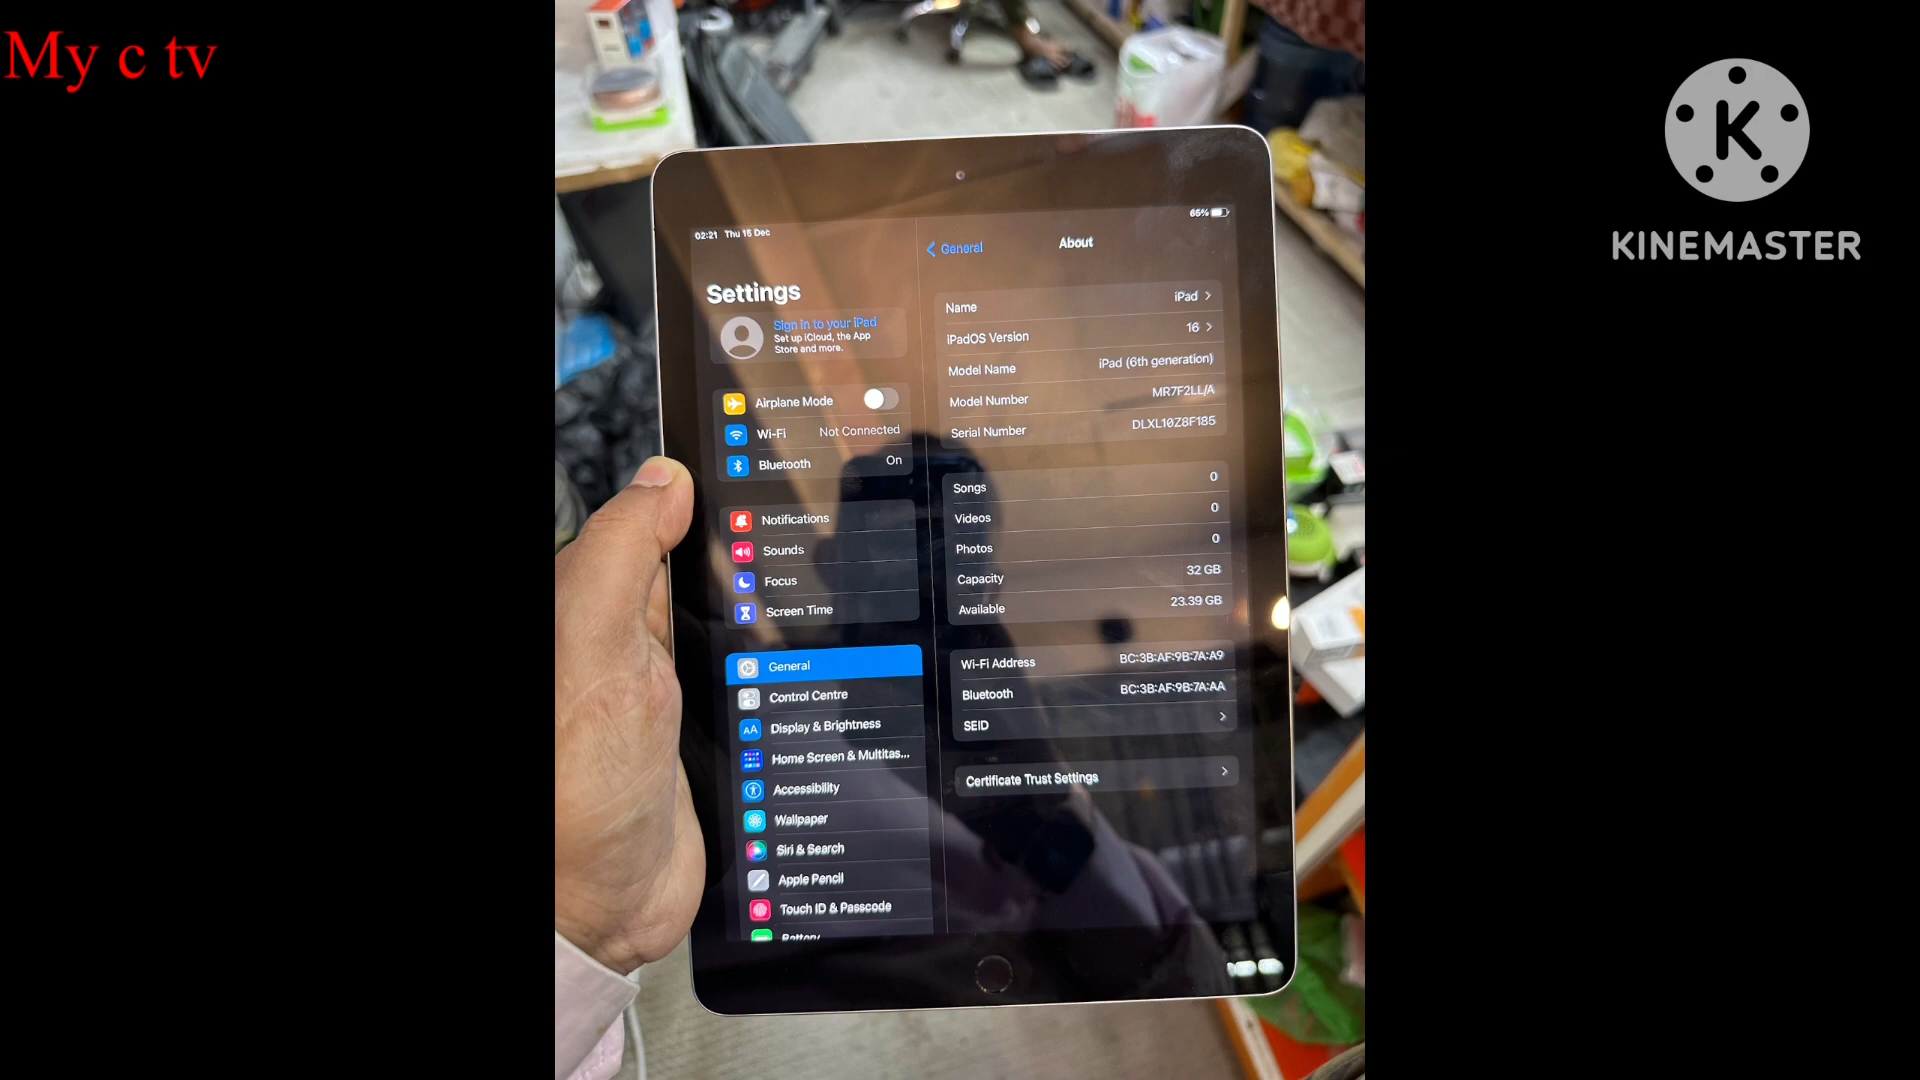 My c tv
KINEMASTER
02:21 Thu 15 Dec
65%
Settings
Sign in to your iPad
Set up iCloud, the App
Store and more.
Airplane Mode
Wi-Fi Not Connected
Bluetooth On
Notifications
Sounds
Focus
Screen Time
General
Control Centre
Display & Brightness
Home Screen & Multitas...
Accessibility
Wallpaper
Siri & Search
Apple Pencil
Touch ID & Passcode
Battery
General
About
Name iPad
iPadOS Version 16
Model Name iPad (6th generation)
Model Number MR7F2LL/A
Serial Number DLXL10Z8F185
Songs 0
Videos 0
Photos 0
Capacity 32 GB
Available 23.39 GB
Wi-Fi Address BC:3B:AF:9B:7A:A9
Bluetooth BC:3B:AF:9B:7A:AA
SEID
Certificate Trust Settings